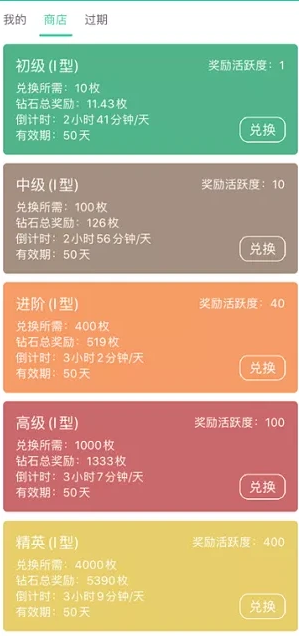 我的 商店 过期
初级(I型) 奖励活跃度：1
兑换所需：10枚
钻石总奖励：11.43枚
倒计时：2小时41分钟/天
有效期：50天
兑换
中级(I型) 奖励活跃度：10
兑换所需：100枚
钻石总奖励：126枚
倒计时：2小时56分钟/天
有效期：50天
兑换
进阶(I型) 奖励活跃度：40
兑换所需：400枚
钻石总奖励：519枚
倒计时：3小时2分钟/天
有效期：50天
兑换
高级(I型) 奖励活跃度：100
兑换所需：1000枚
钻石总奖励：1333枚
倒计时：3小时7分钟/天
有效期：50天
兑换
精英(I型) 奖励活跃度：400
兑换所需：4000枚
钻石总奖励：5390枚
倒计时：3小时9分钟/天
有效期：50天
兑换